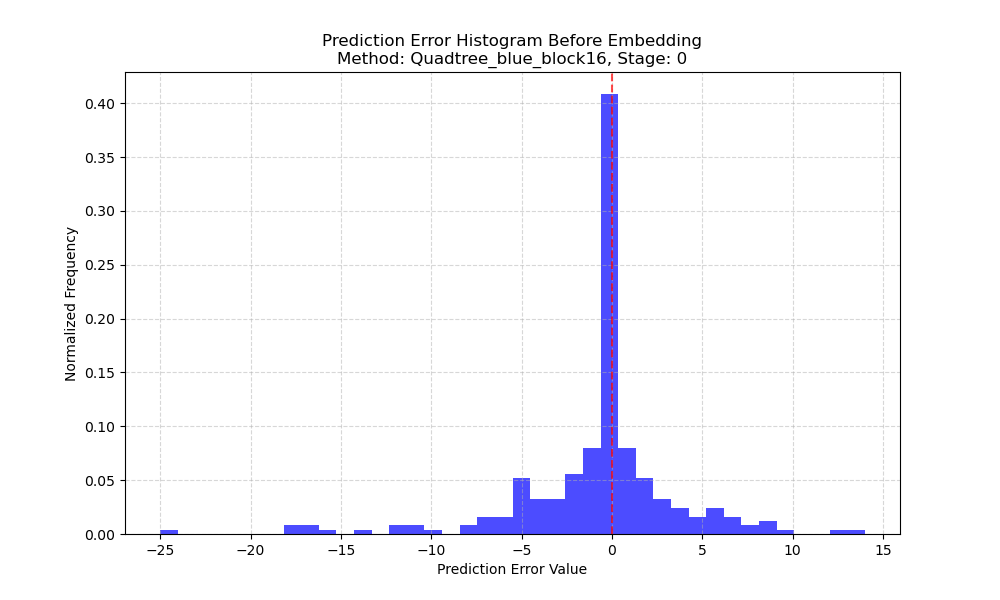 Prediction Error Histogram Before Embedding
Method: Quadtree_blue_block16, Stage: 0
Normalized Frequency
0.40
0.35
0.30
0.25
0.20
0.15
0.10
0.05
0.00
−25 −20 −15 −10 −5 0 5 10 15
Prediction Error Value